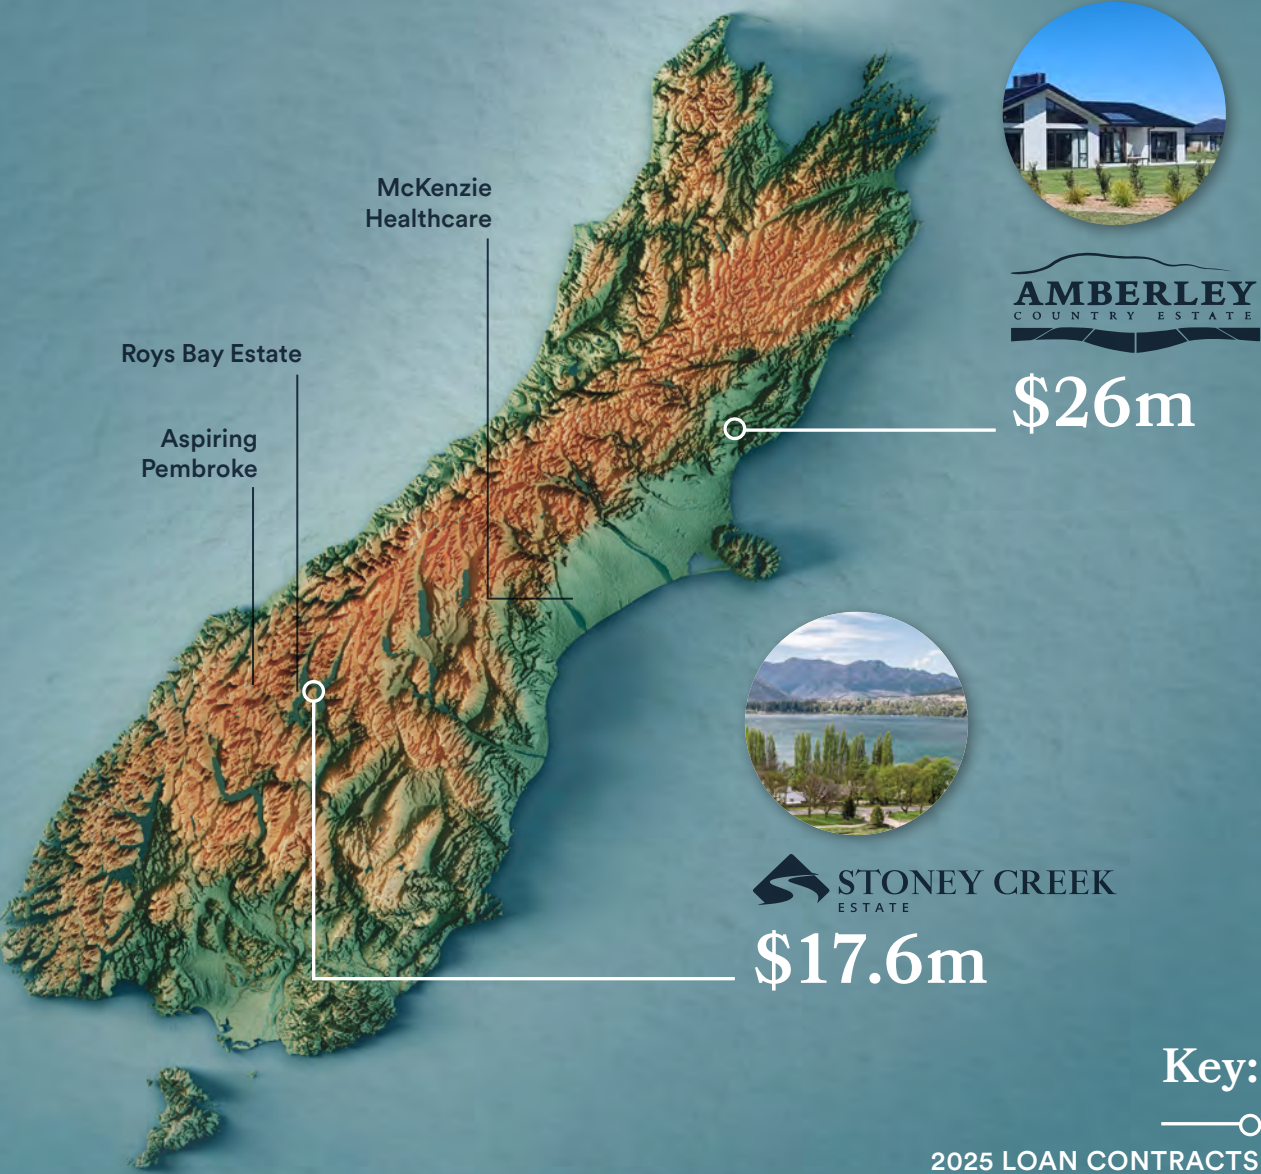 McKenzie
Healthcare
Roys Bay Estate
Aspiring
Pembroke
AMBERLEY
COUNTRY ESTATE
$26m
STONEY CREEK
ESTATE
$17.6m
Key:
2025 LOAN CONTRACTS